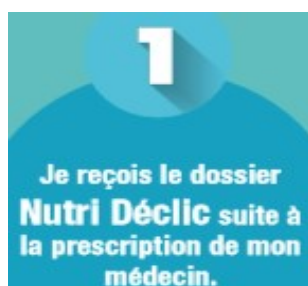 1
Je reçois le dossier
Nutri Déclic suite à
la prescription de mon
médecin.